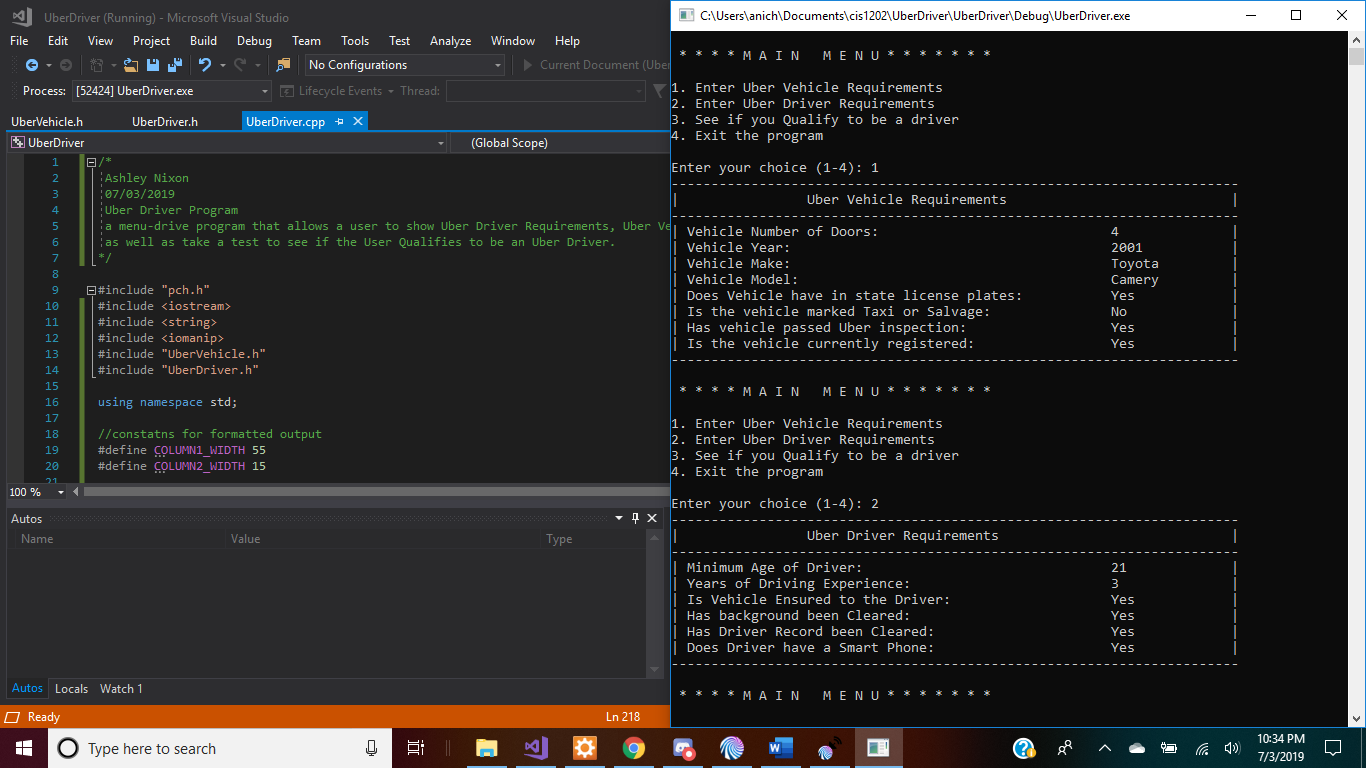 UberDriver (Running) - Microsoft Visual Studio
File Edit View Project Build Debug Team Tools Test Analyze Window Help
No Configurations Current Document (Uber
Process: [52424] UberDriver.exe Lifecycle Events Thread:
UberVehicle.h UberDriver.h UberDriver.cpp
UberDriver (Global Scope)
1 /*
2 Ashley Nixon
3 07/03/2019
4 Uber Driver Program
5 a menu-drive program that allows a user to show Uber Driver Requirements, Uber Ve
6 as well as take a test to see if the User Qualifies to be an Uber Driver.
7 */
8
9 #include "pch.h"
10 #include <iostream>
11 #include <string>
12 #include <iomanip>
13 #include "UberVehicle.h"
14 #include "UberDriver.h"
15
16 using namespace std;
17
18 //constatns for formatted output
19 #define COLUMN1_WIDTH 55
20 #define COLUMN2_WIDTH 15
21
100 %
Autos
Name Value Type
Autos Locals Watch 1
Ready Ln 218
C:\Users\anich\Documents\cis1202\UberDriver\UberDriver\Debug\UberDriver.exe
* * * * M A I N   M E N U * * * * * * *
1. Enter Uber Vehicle Requirements
2. Enter Uber Driver Requirements
3. See if you Qualify to be a driver
4. Exit the program
Enter your choice (1-4): 1
-----------------------------------------------------------------------
| Uber Vehicle Requirements |
-----------------------------------------------------------------------
| Vehicle Number of Doors: 4 |
| Vehicle Year: 2001 |
| Vehicle Make: Toyota |
| Vehicle Model: Camery |
| Does Vehicle have in state license plates: Yes |
| Is the vehicle marked Taxi or Salvage: No |
| Has vehicle passed Uber inspection: Yes |
| Is the vehicle currently registered: Yes |
-----------------------------------------------------------------------
* * * * M A I N   M E N U * * * * * * *
1. Enter Uber Vehicle Requirements
2. Enter Uber Driver Requirements
3. See if you Qualify to be a driver
4. Exit the program
Enter your choice (1-4): 2
-----------------------------------------------------------------------
| Uber Driver Requirements |
-----------------------------------------------------------------------
| Minimum Age of Driver: 21 |
| Years of Driving Experience: 3 |
| Is Vehicle Ensured to the Driver: Yes |
| Has background been Cleared: Yes |
| Has Driver Record been Cleared: Yes |
| Does Driver have a Smart Phone: Yes |
-----------------------------------------------------------------------
* * * * M A I N   M E N U * * * * * * *
Type here to search
10:34 PM
7/3/2019